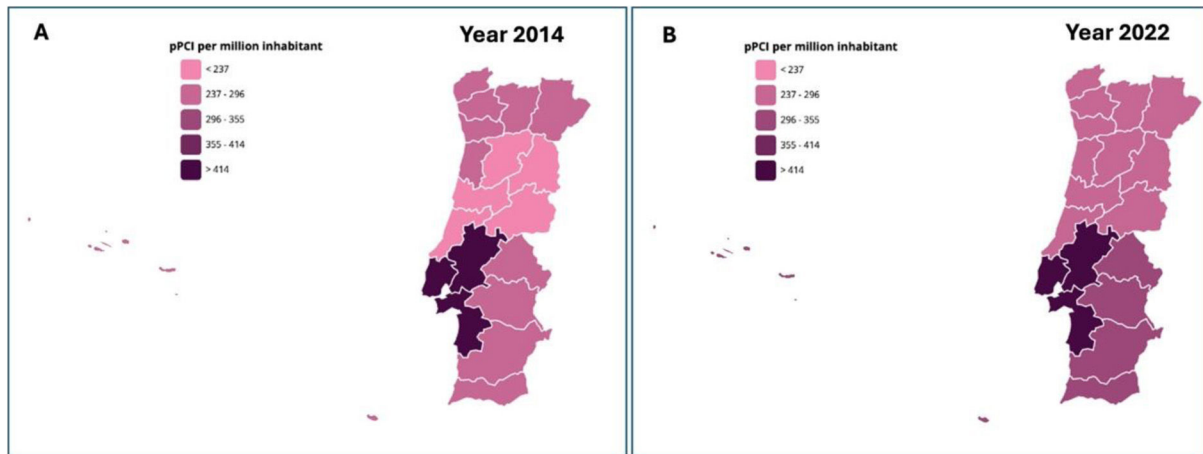 A
Year 2014
pPCI per million inhabitant
< 237
237 - 296
296 - 355
355 - 414
> 414
B
Year 2022
pPCI per million inhabitant
< 237
237 - 296
296 - 355
355 - 414
> 414